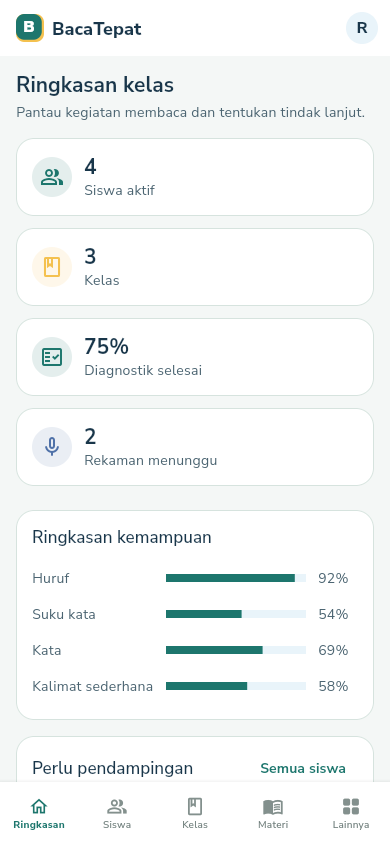 B BacaTepat R
Ringkasan kelas
Pantau kegiatan membaca dan tentukan tindak lanjut.
4
Siswa aktif
3
Kelas
75%
Diagnostik selesai
2
Rekaman menunggu
Ringkasan kemampuan
Huruf 92%
Suku kata 54%
Kata 69%
Kalimat sederhana 58%
Perlu pendampingan Semua siswa
Ringkasan Siswa Kelas Materi Lainnya